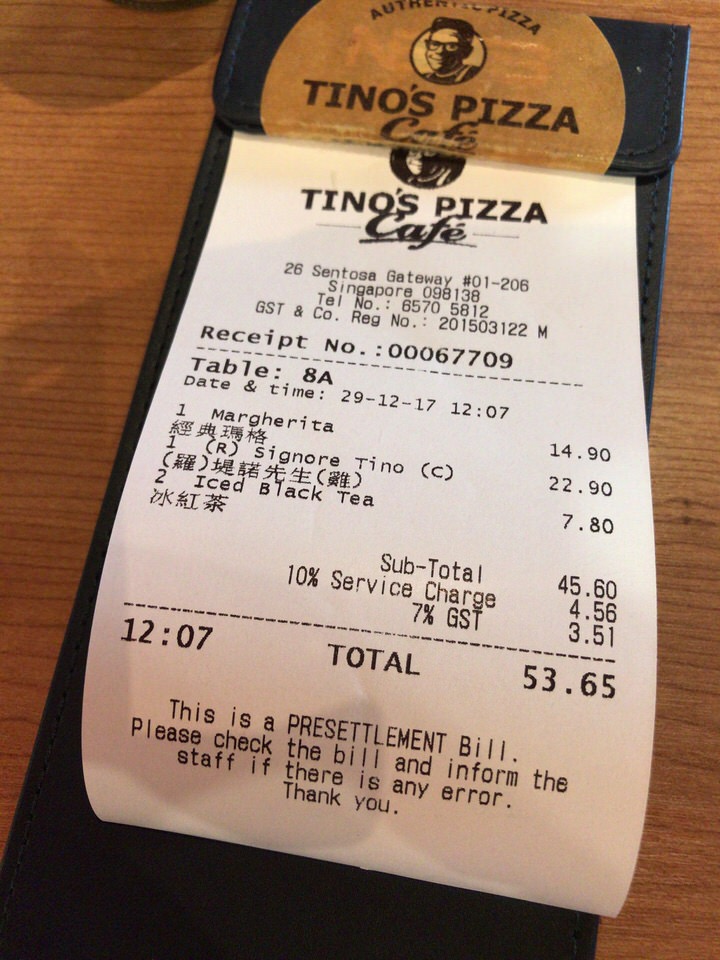 AUTHENTIC PIZZA
TINO'S PIZZA
Café
TINO'S PIZZA
Café
26 Sentosa Gateway #01-206
Singapore 098138
Tel No.: 6570 5812
GST & Co. Reg No.: 201503122 M
Receipt No.:00067709
Table: 8A
Date & time: 29-12-17 12:07
1 Margherita 14.90
經典瑪格
1 (R) Signore Tino (C) 22.90
(羅)堤諾先生(雞)
2 Iced Black Tea 7.80
冰紅茶
Sub-Total 45.60
10% Service Charge 4.56
7% GST 3.51
12:07 TOTAL 53.65
This is a PRESETTLEMENT Bill.
Please check the bill and inform the
staff if there is any error.
Thank you.